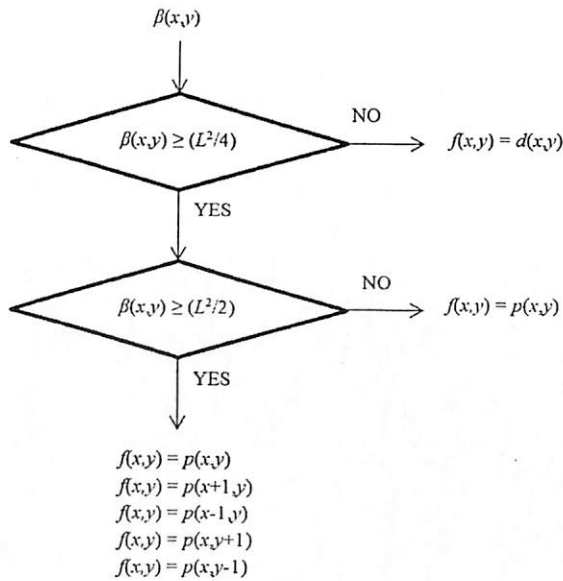 β(x,y)
NO
β(x,y) ≥ (L²/4)
f(x,y) = d(x,y)
YES
NO
β(x,y) ≥ (L²/2)
f(x,y) = p(x,y)
YES
f(x,y) = p(x,y)
f(x,y) = p(x+1,y)
f(x,y) = p(x-1,y)
f(x,y) = p(x,y+1)
f(x,y) = p(x,y-1)